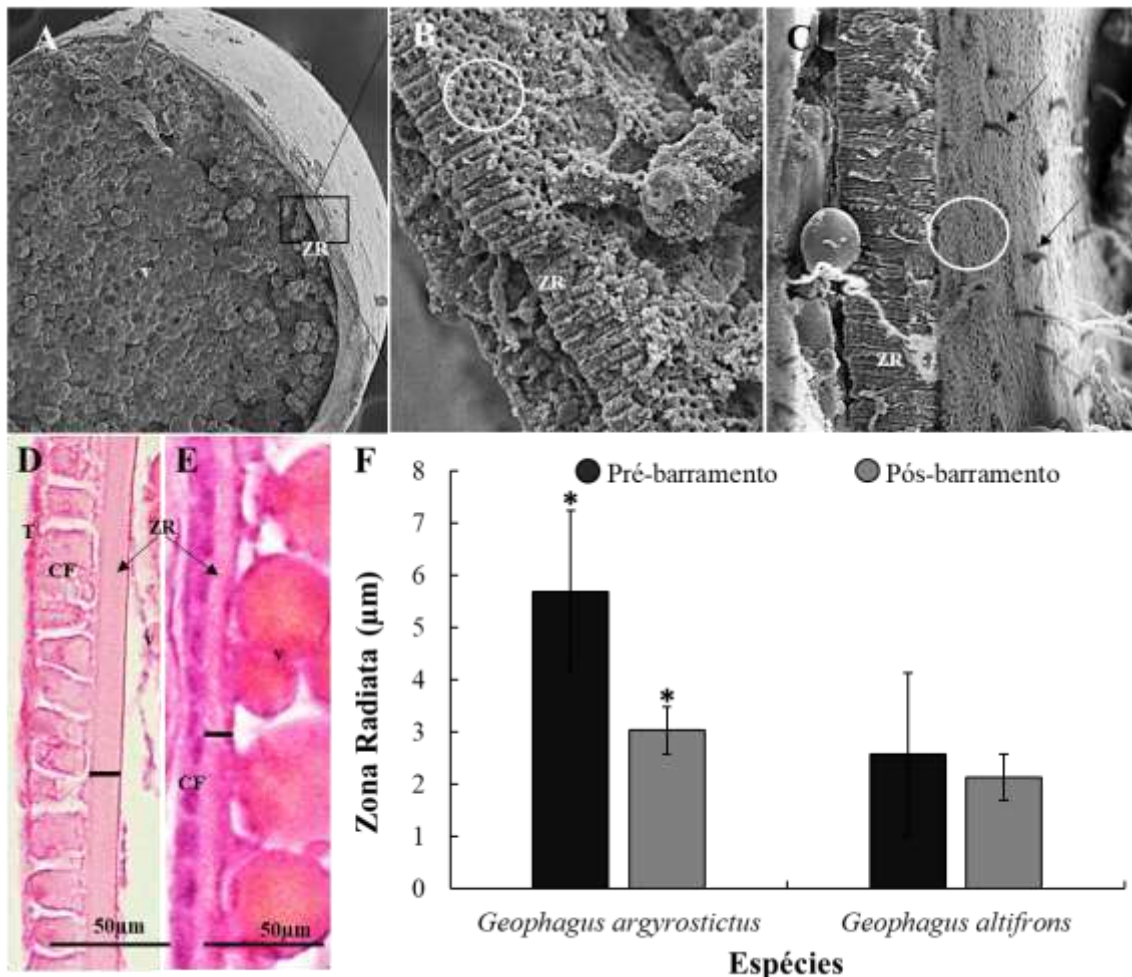 A
ZR
B
ZR
C
ZR
D
T
CF
50µm
E
ZR
V
CF
50µm
F
Pré-barramento
Pós-barramento
Zona Radiata (µm)
8
7
6
5
4
3
2
1
0
*
*
Geophagus argyrostictus
Geophagus altifrons
Espécies